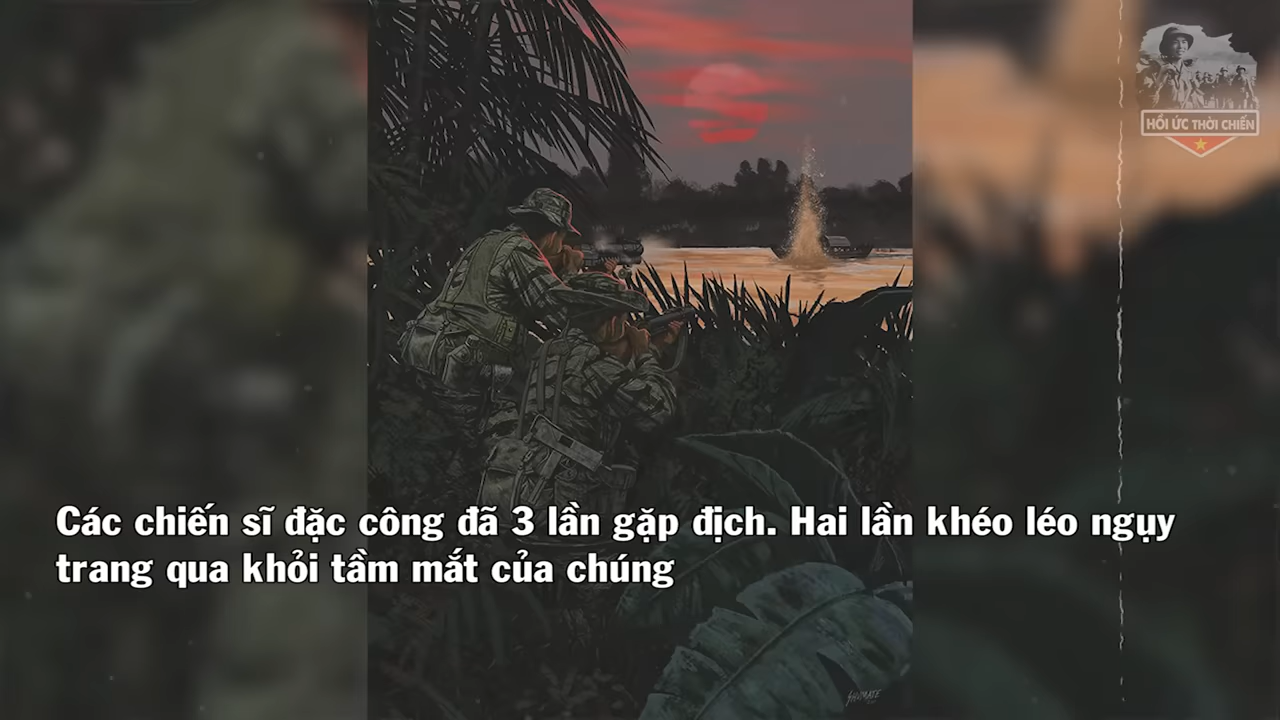 HỒI ỨC THỜI CHIẾN
Các chiến sĩ đặc công đã 3 lần gặp địch. Hai lần khéo léo ngụy
trang qua khỏi tầm mắt của chúng
SHUMATE